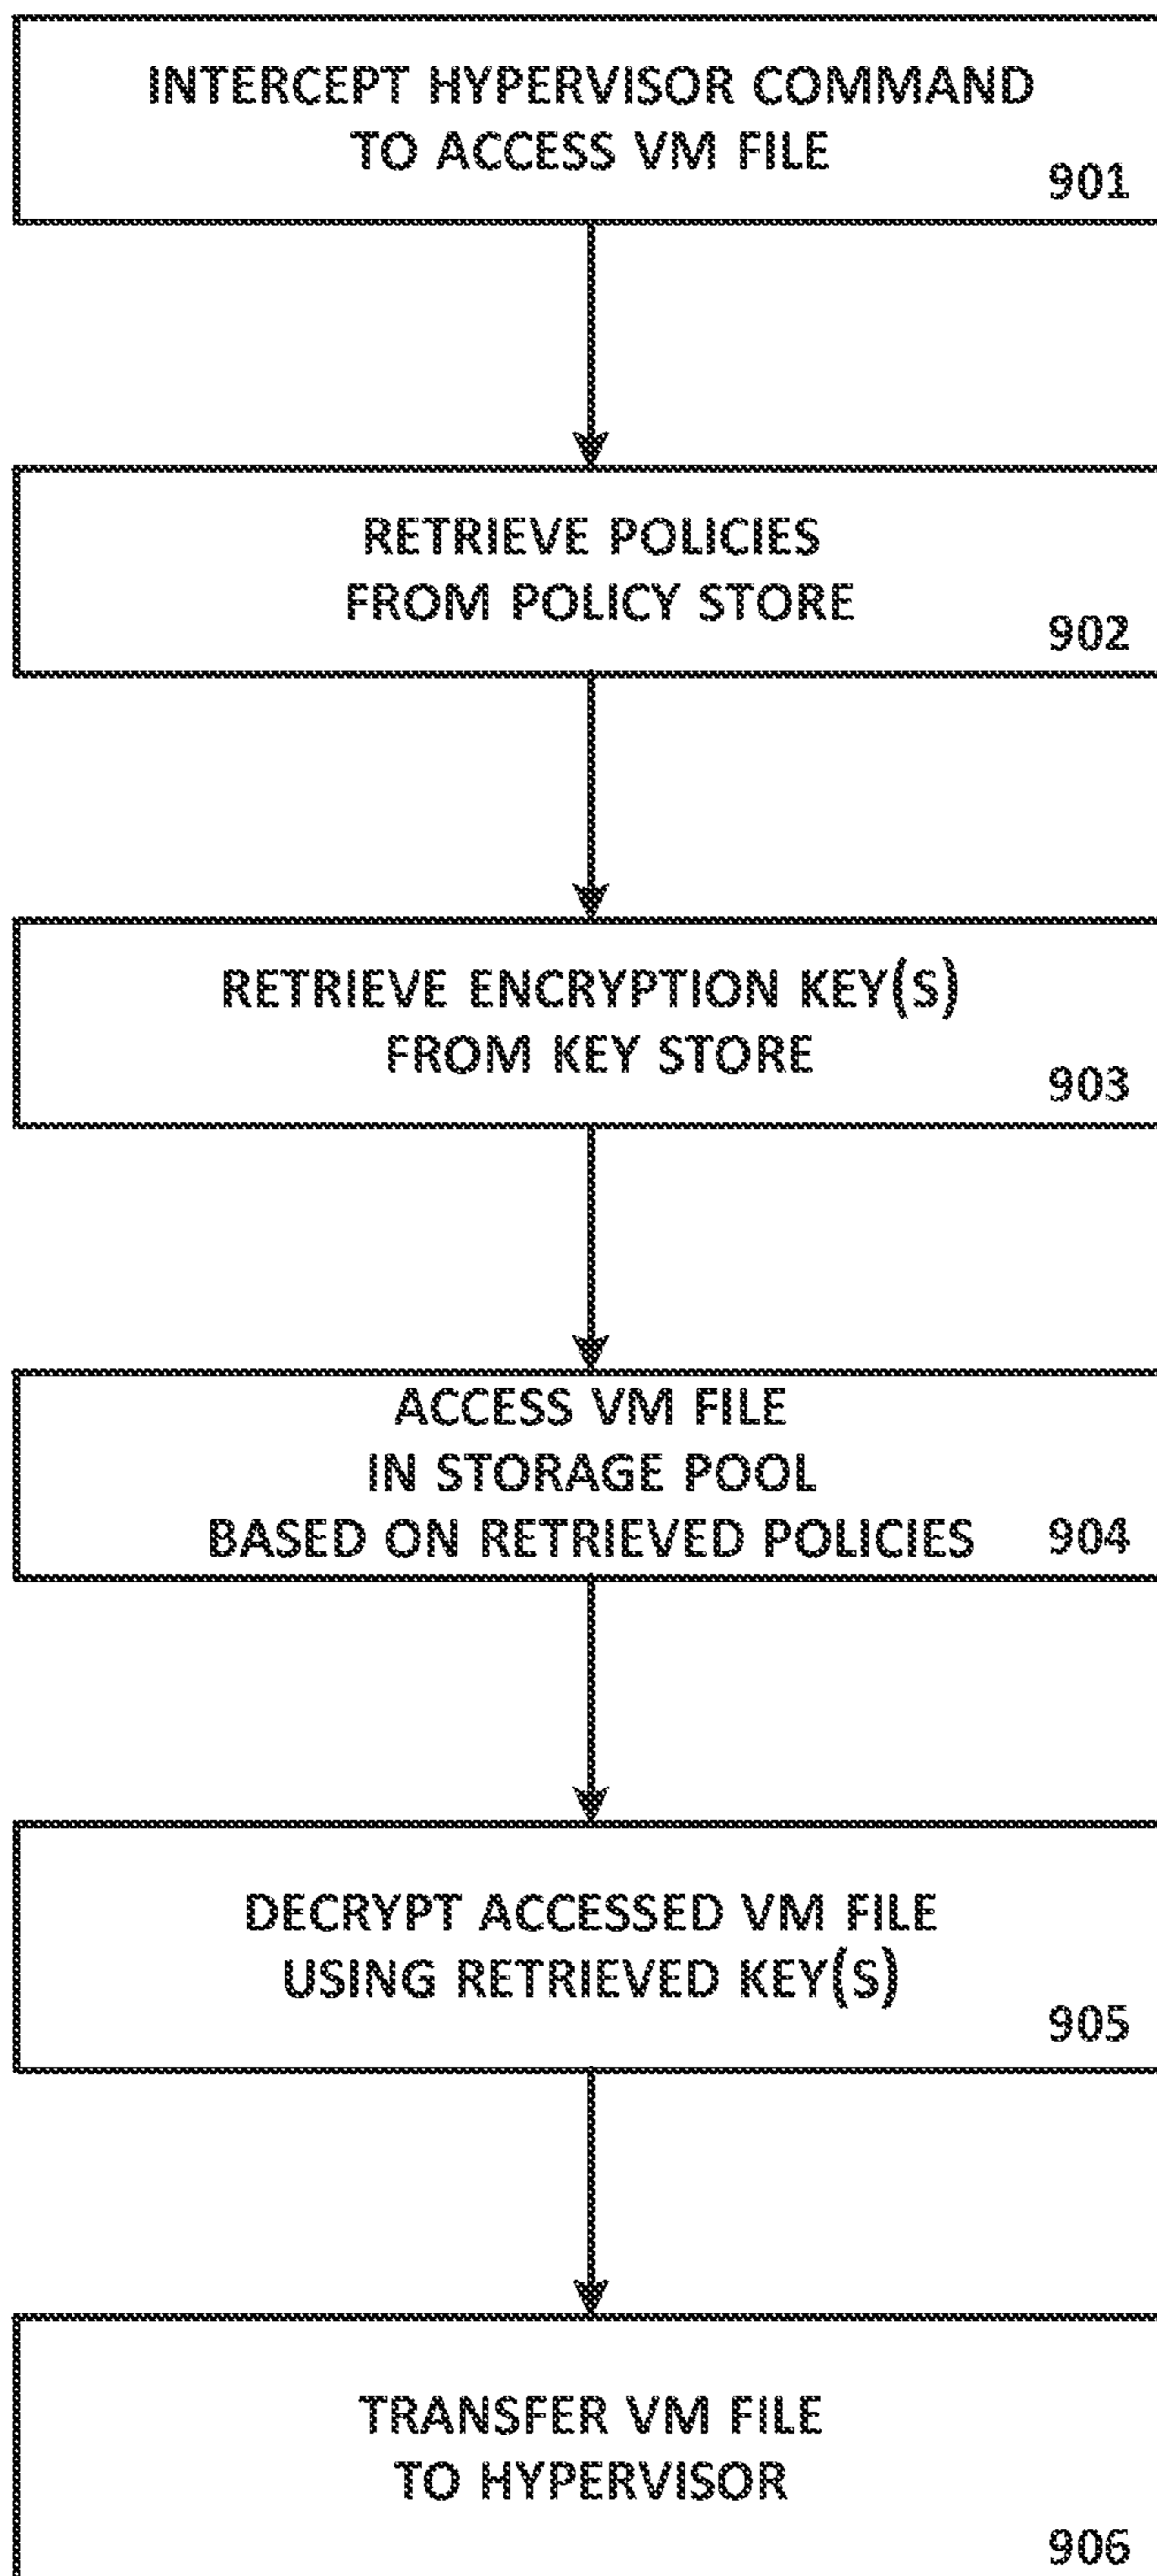 INTERCEPT HYPERVISOR COMMAND
TO ACCESS VM FILE
901
RETRIEVE POLICIES
FROM POLICY STORE
902
RETRIEVE ENCRYPTION KEY(S)
FROM KEY STORE
903
ACCESS VM FILE
IN STORAGE POOL
BASED ON RETRIEVED POLICIES 904
DECRYPT ACCESSED VM FILE
USING RETRIEVED KEY(S)
905
TRANSFER VM FILE
TO HYPERVISOR
906